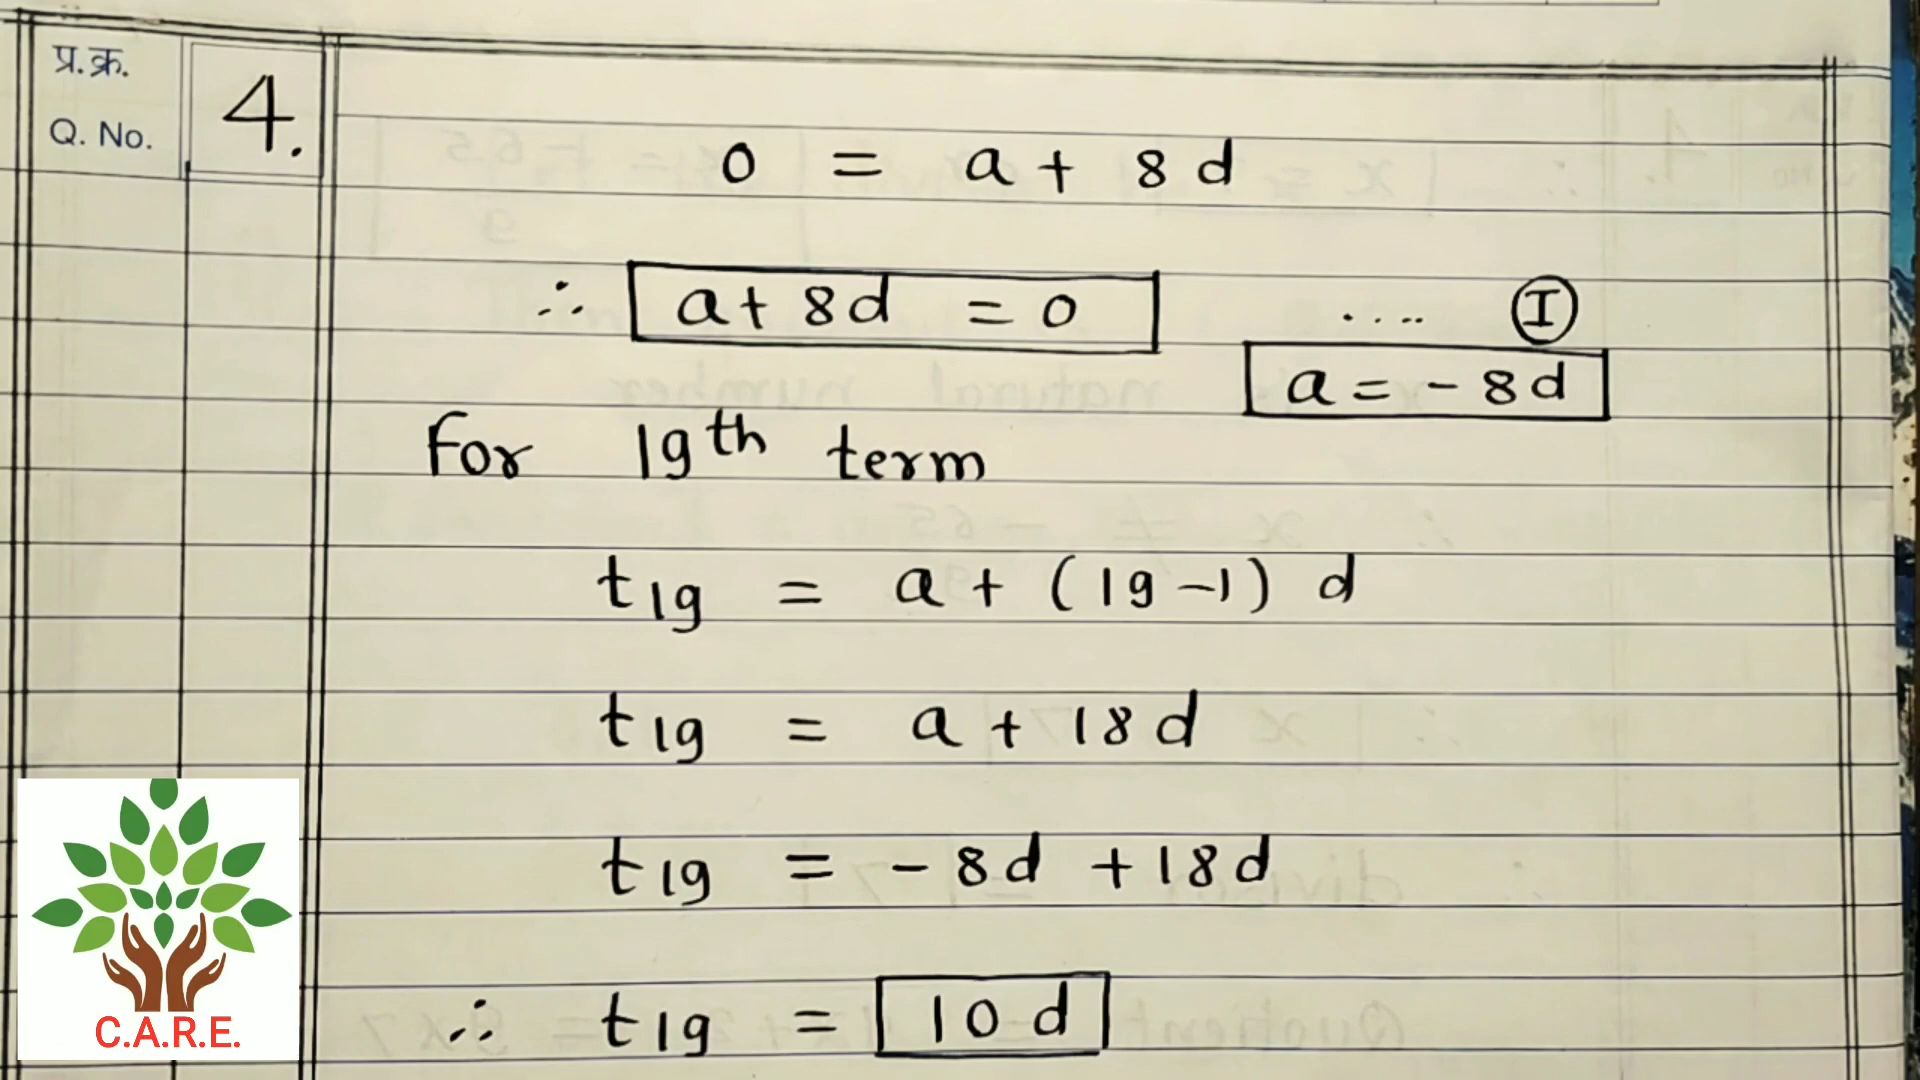 प्र.क्र.
Q. No.
4.
0 = a + 8d
∴ a + 8d = 0 .... Ⓘ
a = - 8d
For 19th term
t19 = a + (19 - 1) d
t19 = a + 18d
t19 = - 8d + 18d
∴ t19 = 10d
C.A.R.E.